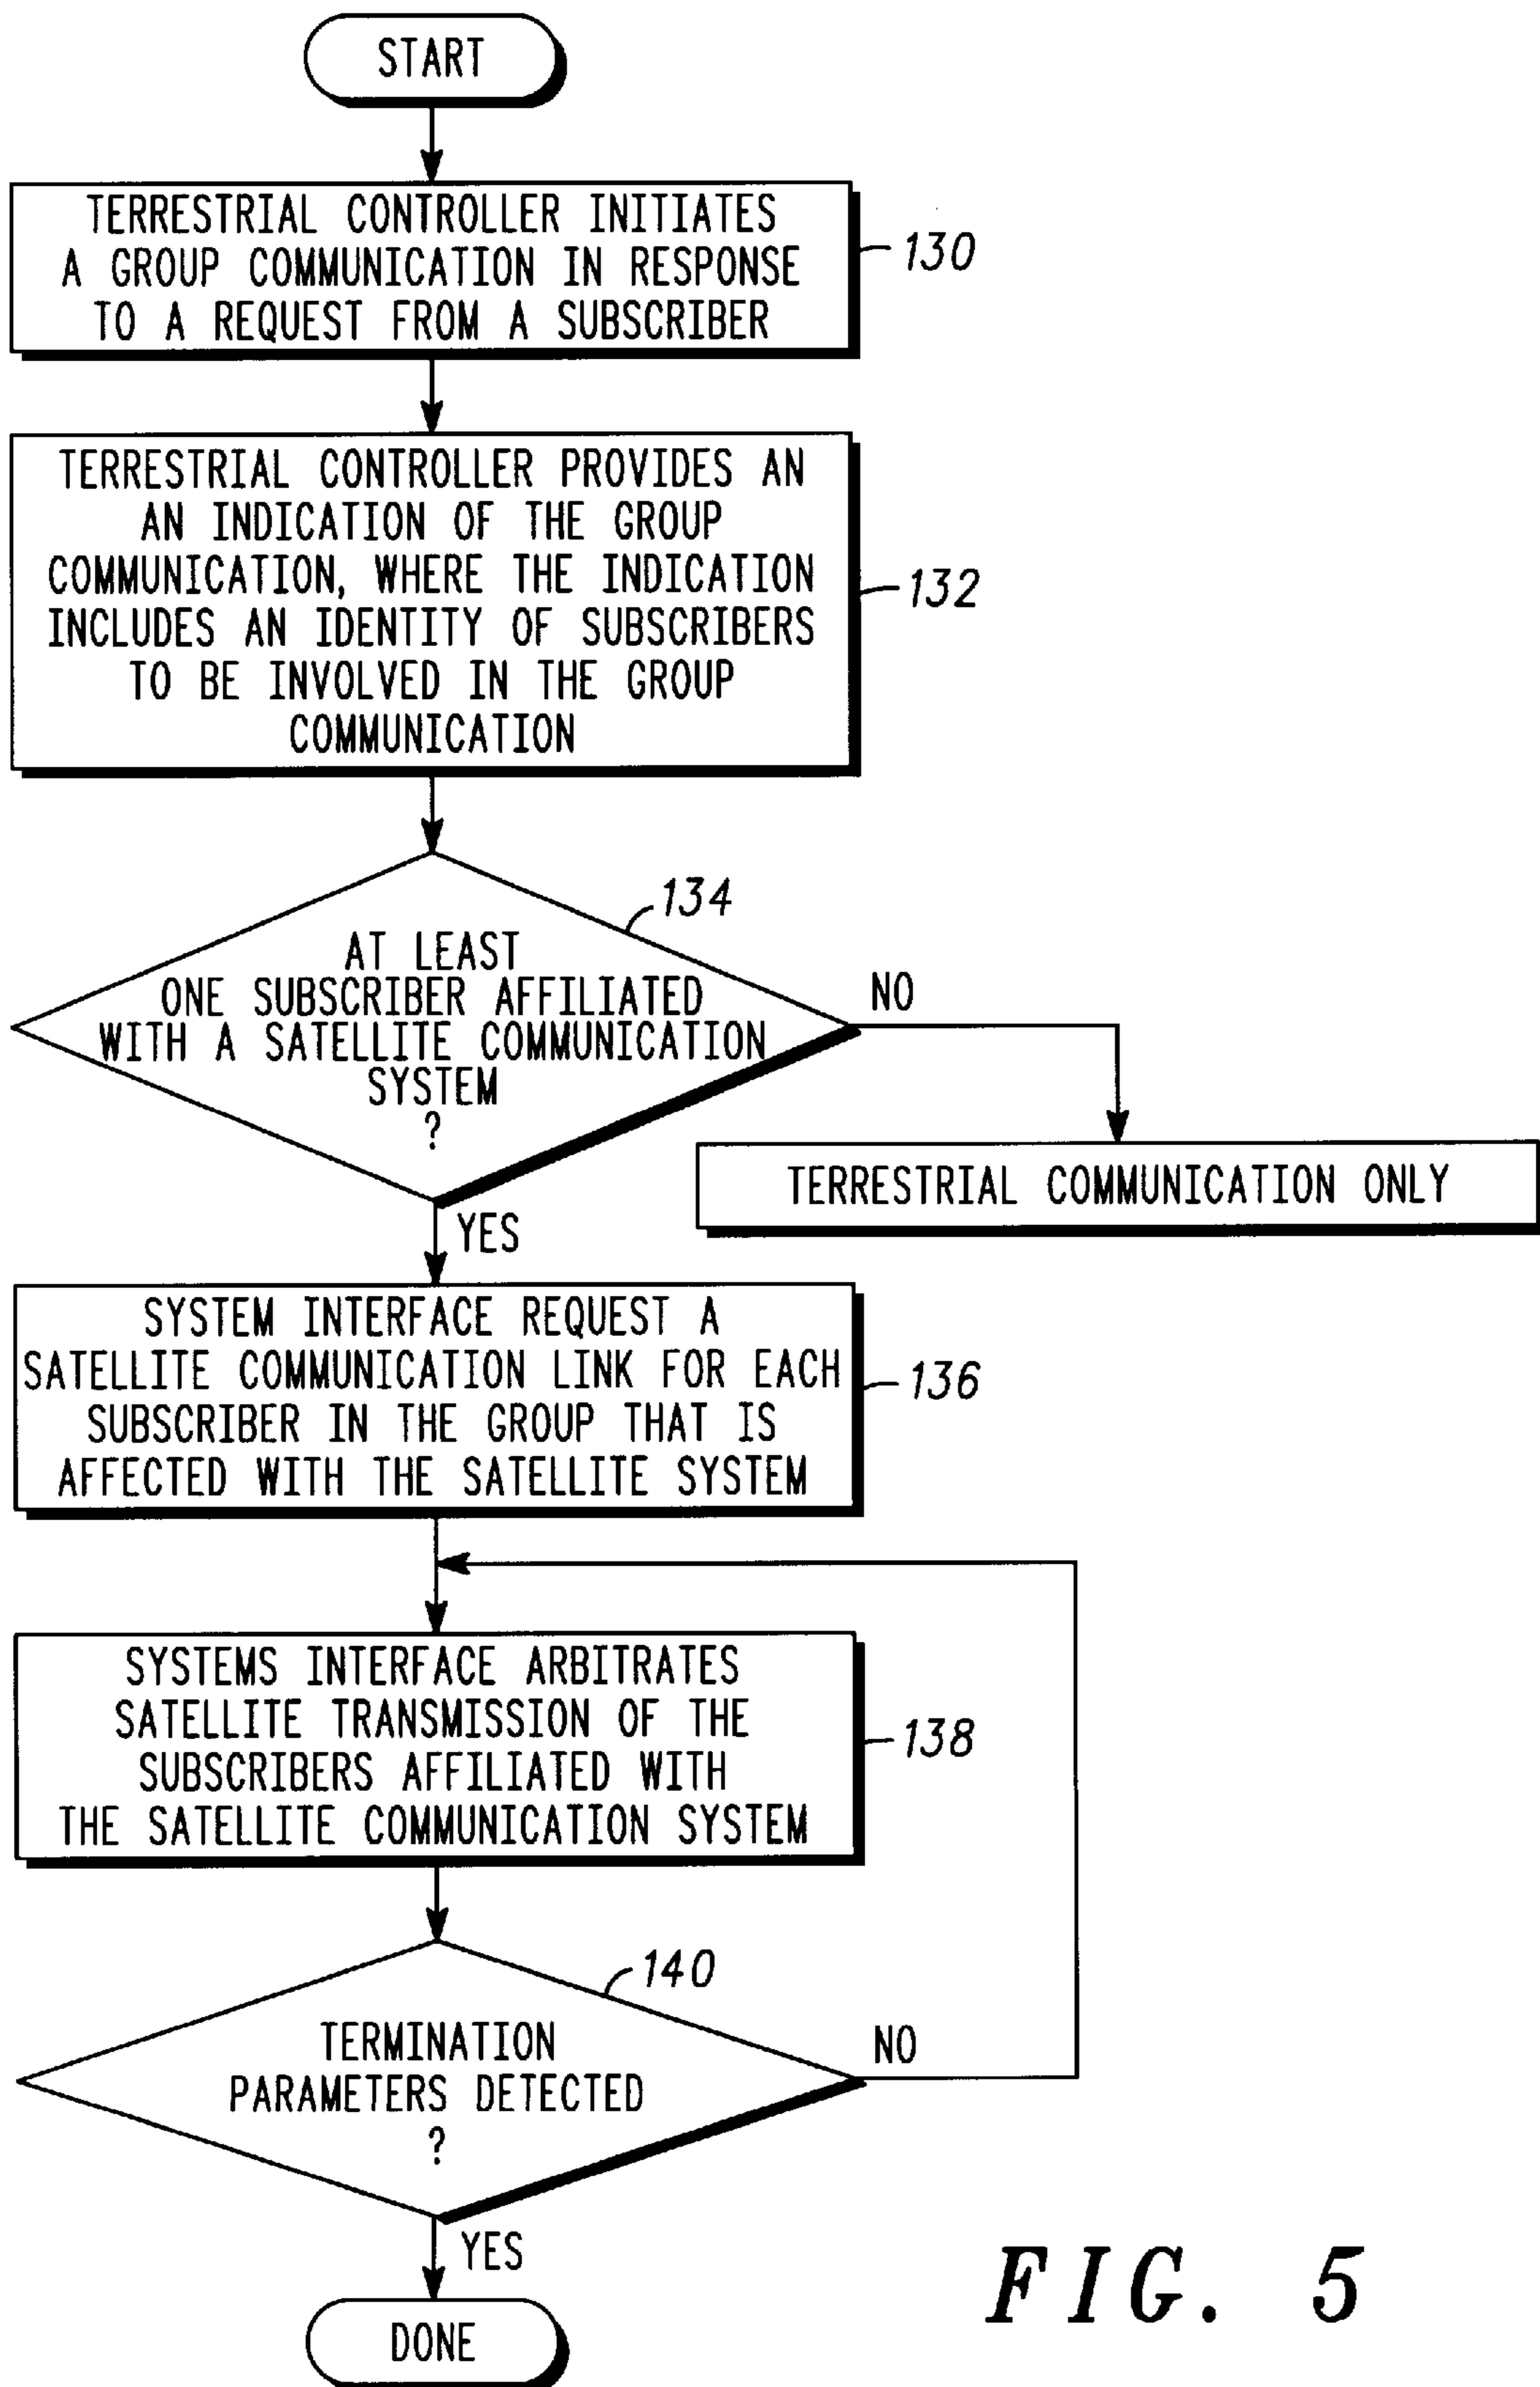 START
TERRESTRIAL CONTROLLER INITIATES
A GROUP COMMUNICATION IN RESPONSE
TO A REQUEST FROM A SUBSCRIBER
130
TERRESTRIAL CONTROLLER PROVIDES AN
AN INDICATION OF THE GROUP
COMMUNICATION, WHERE THE INDICATION
INCLUDES AN IDENTITY OF SUBSCRIBERS
TO BE INVOLVED IN THE GROUP
COMMUNICATION
132
134
AT LEAST
ONE SUBSCRIBER AFFILIATED
WITH A SATELLITE COMMUNICATION
SYSTEM
?
NO
TERRESTRIAL COMMUNICATION ONLY
YES
SYSTEM INTERFACE REQUEST A
SATELLITE COMMUNICATION LINK FOR EACH
SUBSCRIBER IN THE GROUP THAT IS
AFFECTED WITH THE SATELLITE SYSTEM
136
SYSTEMS INTERFACE ARBITRATES
SATELLITE TRANSMISSION OF THE
SUBSCRIBERS AFFILIATED WITH
THE SATELLITE COMMUNICATION SYSTEM
138
140
TERMINATION
PARAMETERS DETECTED
?
NO
YES
DONE
FIG. 5